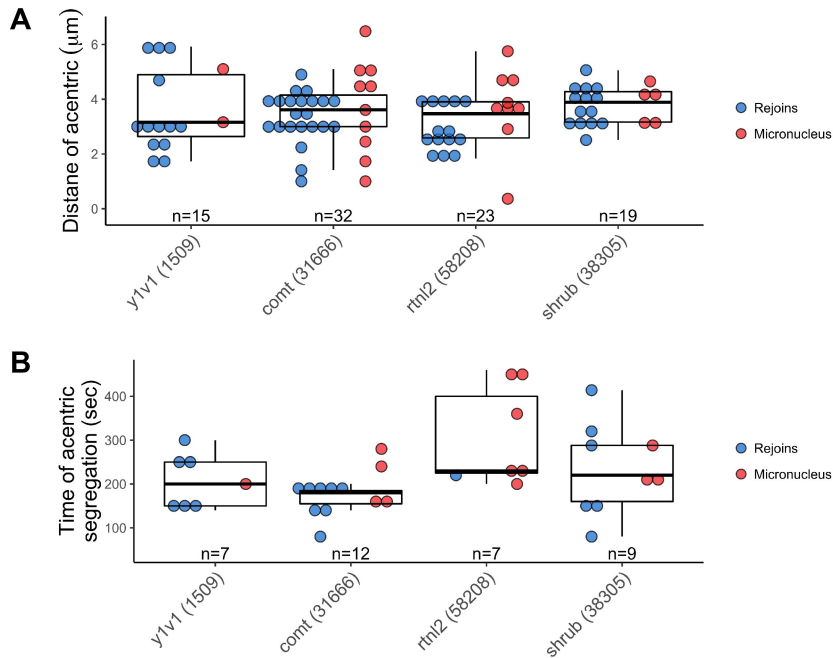 A
Distane of acentric (μm)
6
4
2
0
n=15
n=32
n=23
n=19
y1v1 (1509)
comt (31666)
rtnl2 (58208)
shrub (38305)
Rejoins
Micronucleus
B
Time of acentric
segregation (sec)
400
300
200
100
n=7
n=12
n=7
n=9
y1v1 (1509)
comt (31666)
rtnl2 (58208)
shrub (38305)
Rejoins
Micronucleus